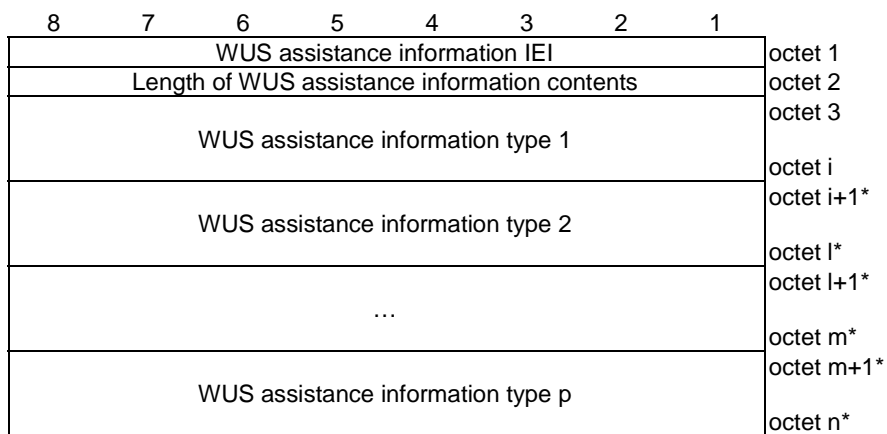 8 7 6 5 4 3 2 1
WUS assistance information IEI octet 1
Length of WUS assistance information contents octet 2
octet 3
WUS assistance information type 1
octet i
octet i+1*
WUS assistance information type 2
octet l*
octet l+1*
…
octet m*
octet m+1*
WUS assistance information type p
octet n*